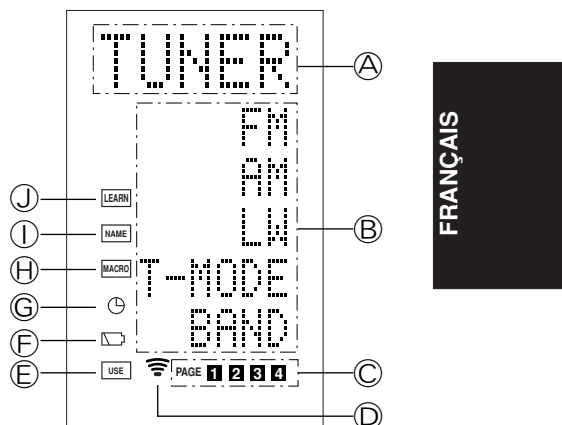 TUNER
A
FM
AM
LW
T-MODE
BAND
B
J LEARN
I NAME
H MACRO
G
F
E USE
PAGE 1 2 3 4
C
D
FRANÇAIS